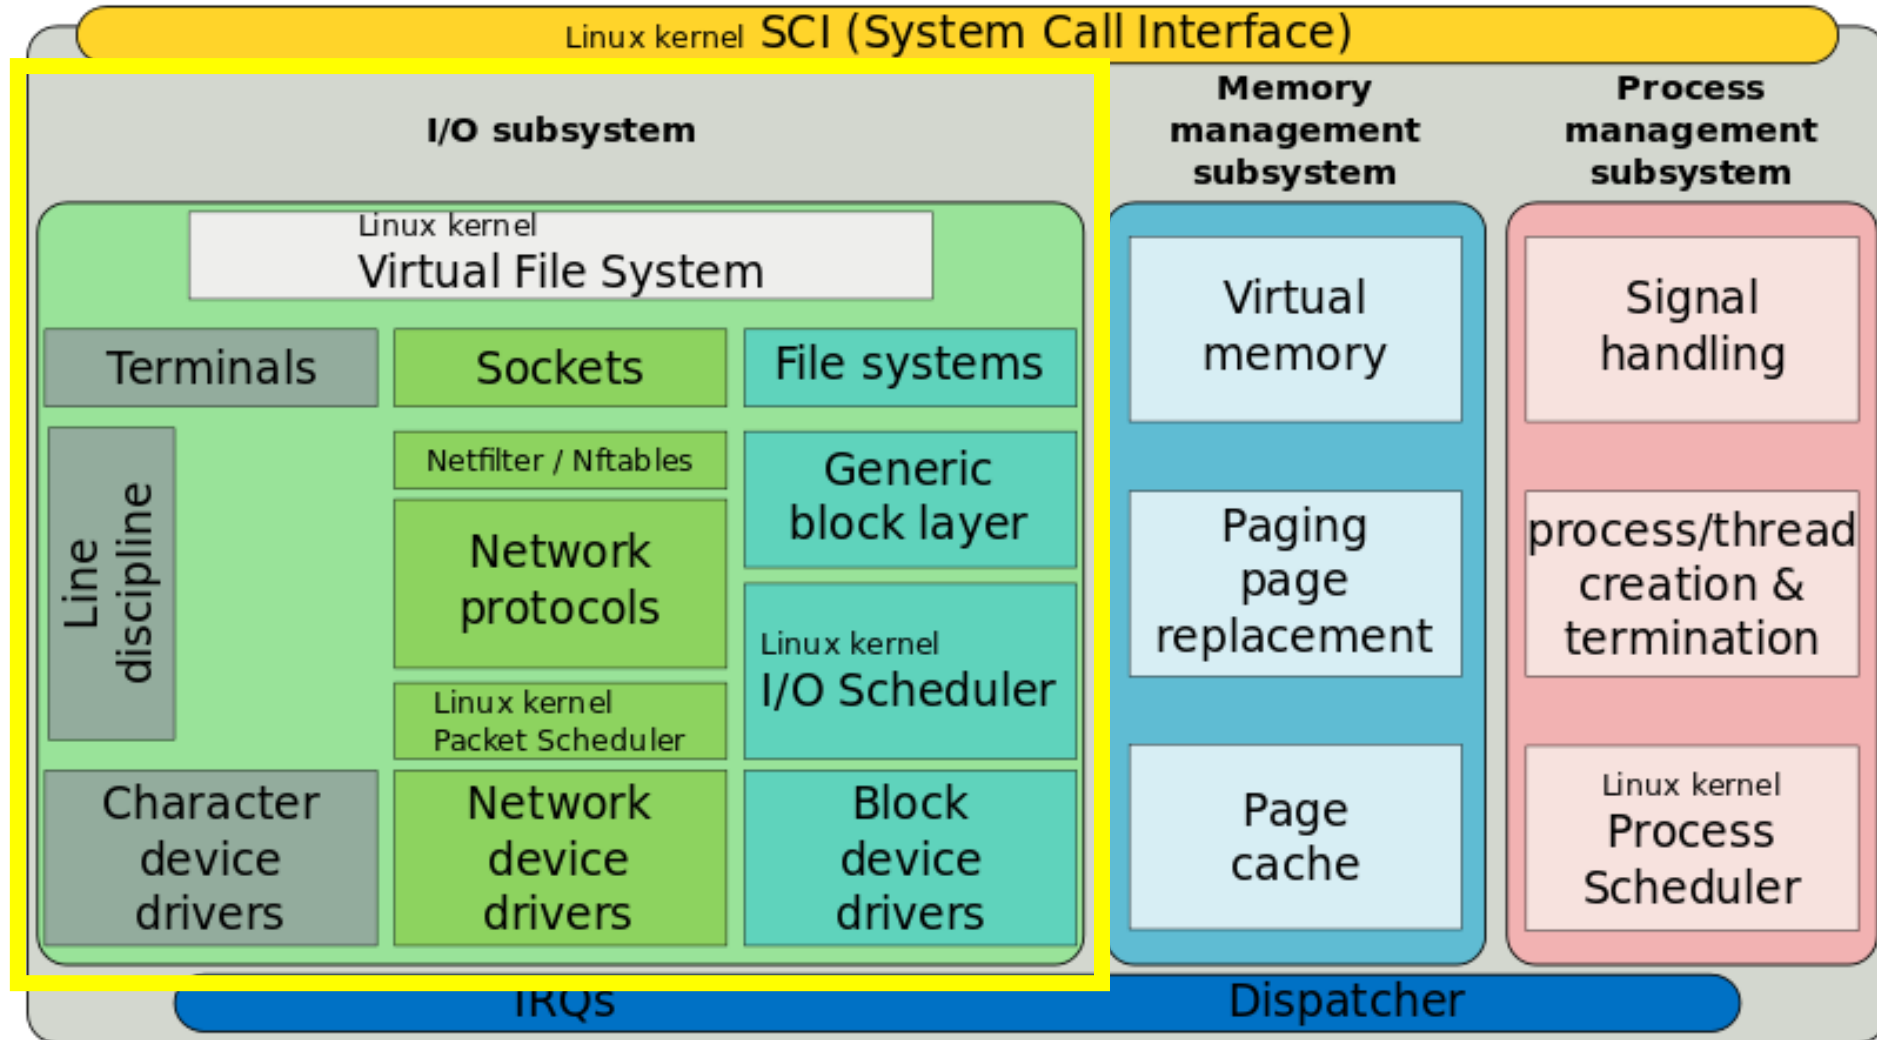 Linux kernel SCI (System Call Interface)
I/O subsystem
Memory
management
subsystem
Process
management
subsystem
Linux kernel
Virtual File System
Terminals
Sockets
File systems
Line
discipline
Netfilter / Nftables
Network
protocols
Linux kernel
Packet Scheduler
Generic
block layer
Linux kernel
I/O Scheduler
Character
device
drivers
Network
device
drivers
Block
device
drivers
Virtual
memory
Paging
page
replacement
Page
cache
Signal
handling
process/thread
creation &
termination
Linux kernel
Process
Scheduler
IRQs
Dispatcher